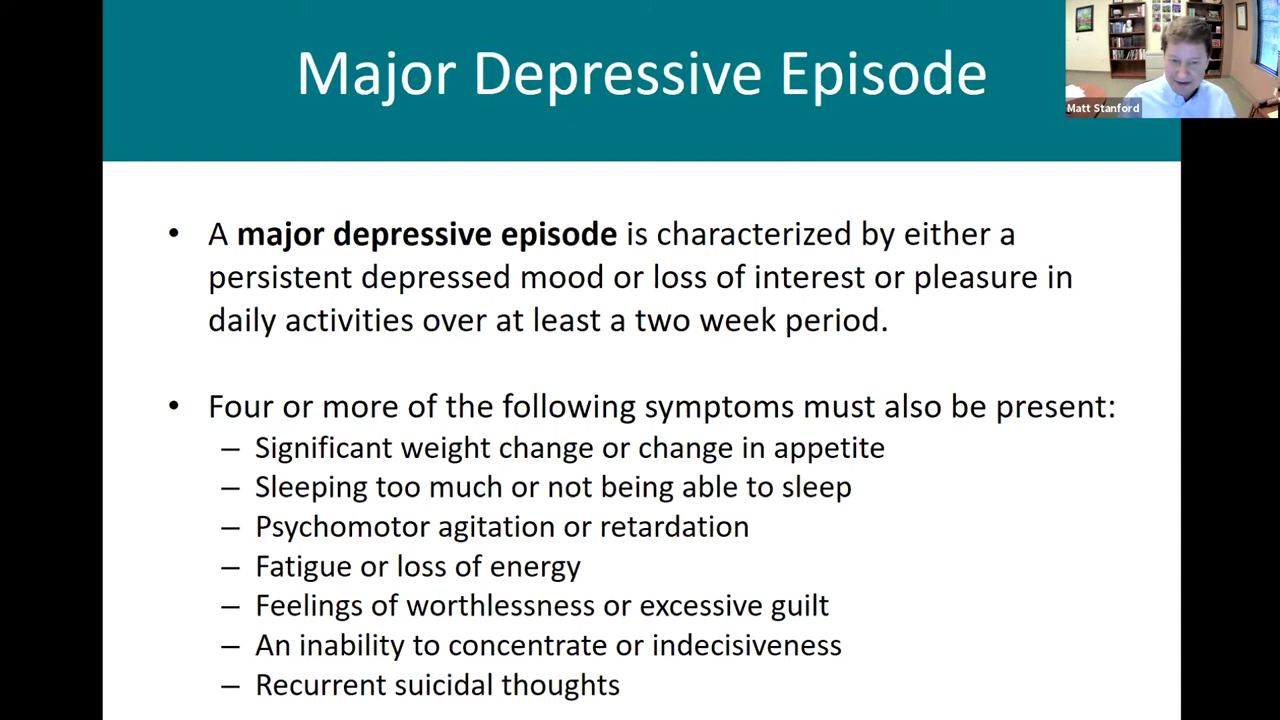 Major Depressive Episode
Matt Stanford
• A major depressive episode is characterized by either a
persistent depressed mood or loss of interest or pleasure in
daily activities over at least a two week period.
• Four or more of the following symptoms must also be present:
– Significant weight change or change in appetite
– Sleeping too much or not being able to sleep
– Psychomotor agitation or retardation
– Fatigue or loss of energy
– Feelings of worthlessness or excessive guilt
– An inability to concentrate or indecisiveness
– Recurrent suicidal thoughts